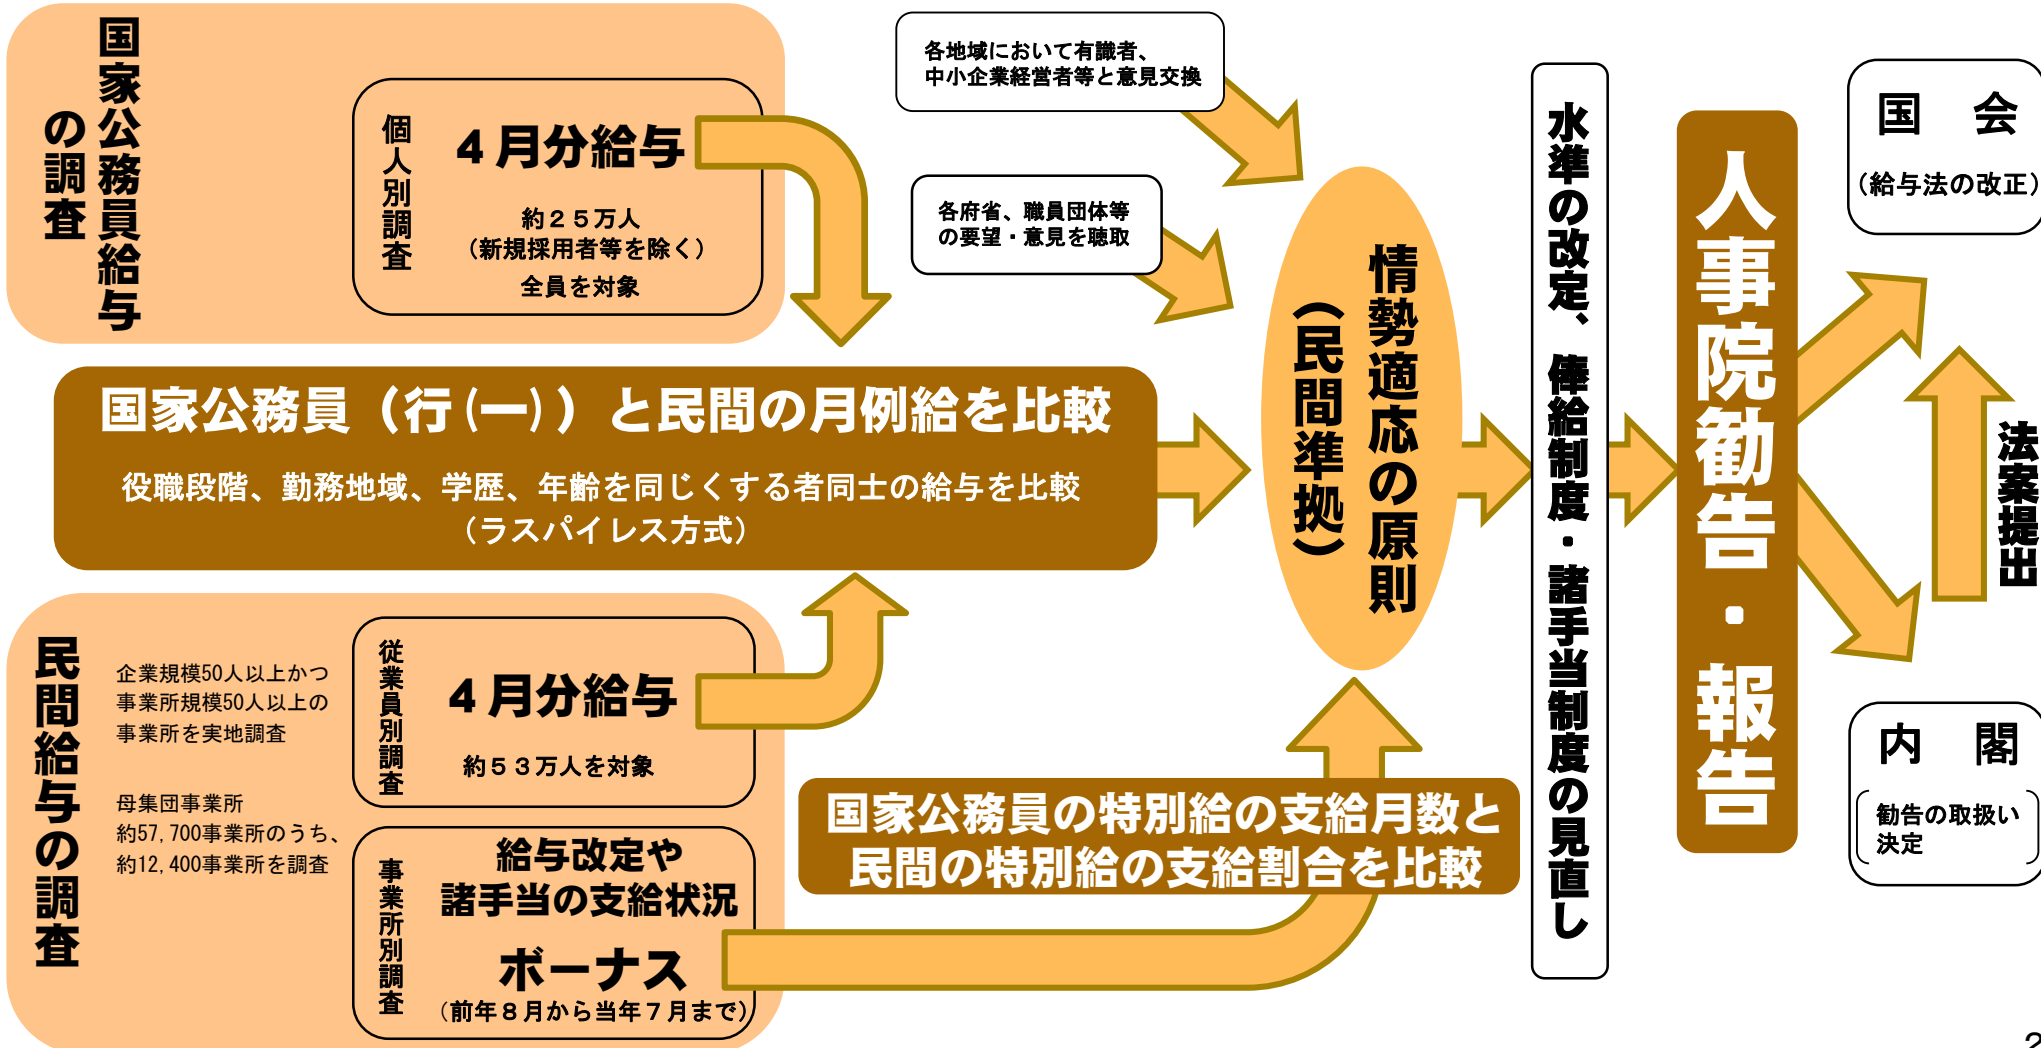 国家公務員給与
の調査
個人別調査
４月分給与
約２５万人
（新規採用者等を除く）
全員を対象
国家公務員（行(一)）と民間の月例給を比較
役職段階、勤務地域、学歴、年齢を同じくする者同士の給与を比較
（ラスパイレス方式）
民間給与の調査
企業規模50人以上かつ
事業所規模50人以上の
事業所を実地調査
母集団事業所
約57,700事業所のうち、
約12,400事業所を調査
従業員別調査
４月分給与
約５３万人を対象
事業所別調査
給与改定や
諸手当の支給状況
ボーナス
（前年８月から当年７月まで）
国家公務員の特別給の支給月数と
民間の特別給の支給割合を比較
各地域において有識者、
中小企業経営者等と意見交換
各府省、職員団体等
の要望・意見を聴取
情勢適応の原則
（民間準拠）
水準の改定、俸給制度・諸手当制度の見直し
人事院勧告・報告
国　会
（給与法の改正）
法案提出
内　閣
勧告の取扱い
決定
2